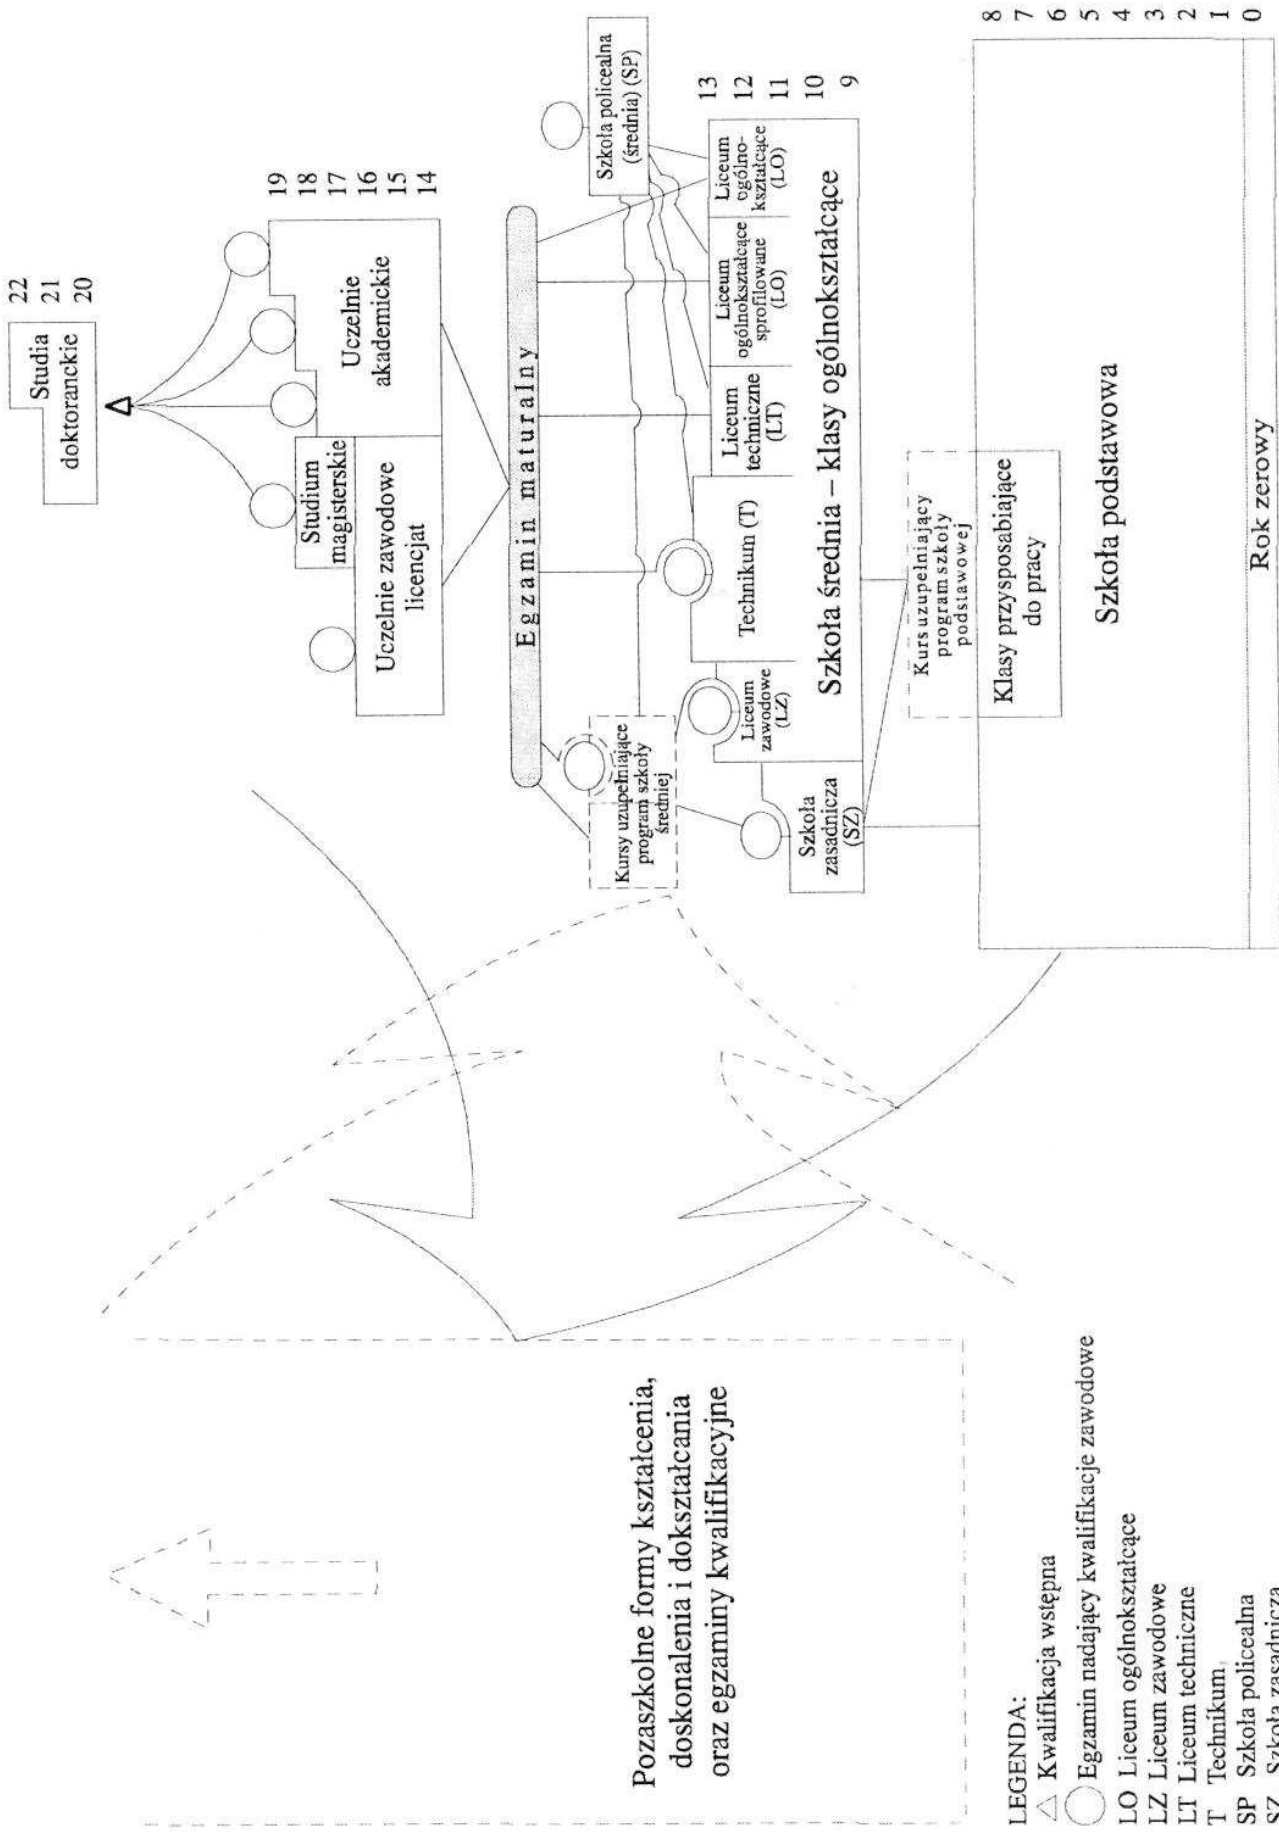 22
21
20
Studia
doktoranckie
19
18
17
16
15
14
Uczelnie
akademickie
Studium
magisterskie
Uczelnie zawodowe
licencjat
Egzamin maturalny
Szkoła policealna
(średnia) (SP)
Kursy uzupełniające
program szkoły
średniej
13
12
11
10
9
Liceum
ogólno-
kształcące
(LO)
Liceum
ogólnokształcące
sprofilowane
(LO)
Liceum
techniczne
(LT)
Technikum (T)
Liceum
zawodowe
(LZ)
Szkoła
zasadnicza
(SZ)
Szkoła średnia – klasy ogólnokształcące
Kurs uzupełniający
program szkoły
podstawowej
Klasy przysposabiające
do pracy
Szkoła podstawowa
8
7
6
5
4
3
2
1
0
Rok zerowy
Pozaszkolne formy kształcenia,
doskonalenia i dokształcania
oraz egzaminy kwalifikacyjne
LEGENDA:
Kwalifikacja wstępna
Egzamin nadający kwalifikacje zawodowe
LO Liceum ogólnokształcące
LZ Liceum zawodowe
LT Liceum techniczne
T Technikum
SP Szkoła policealna
SZ Szkoła zasadnicza